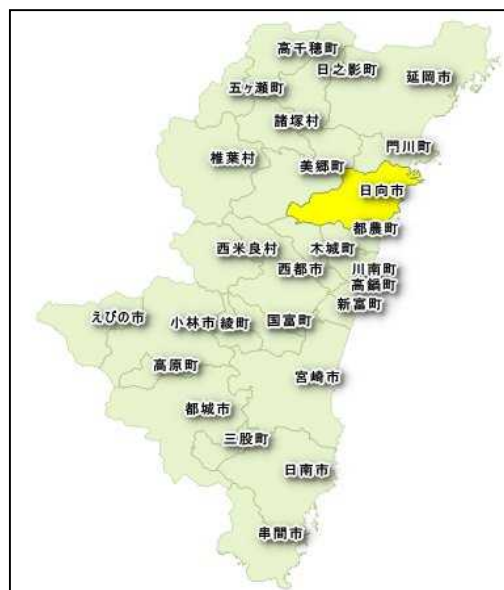 高千穂町
日之影町
延岡市
五ヶ瀬町
諸塚村
門川町
椎葉村
美郷町
日向市
都農町
西米良村
木城町
西都市
川南町
高鍋町
新富町
えびの市
小林市
綾町
国富町
高原町
宮崎市
都城市
三股町
日南市
串間市